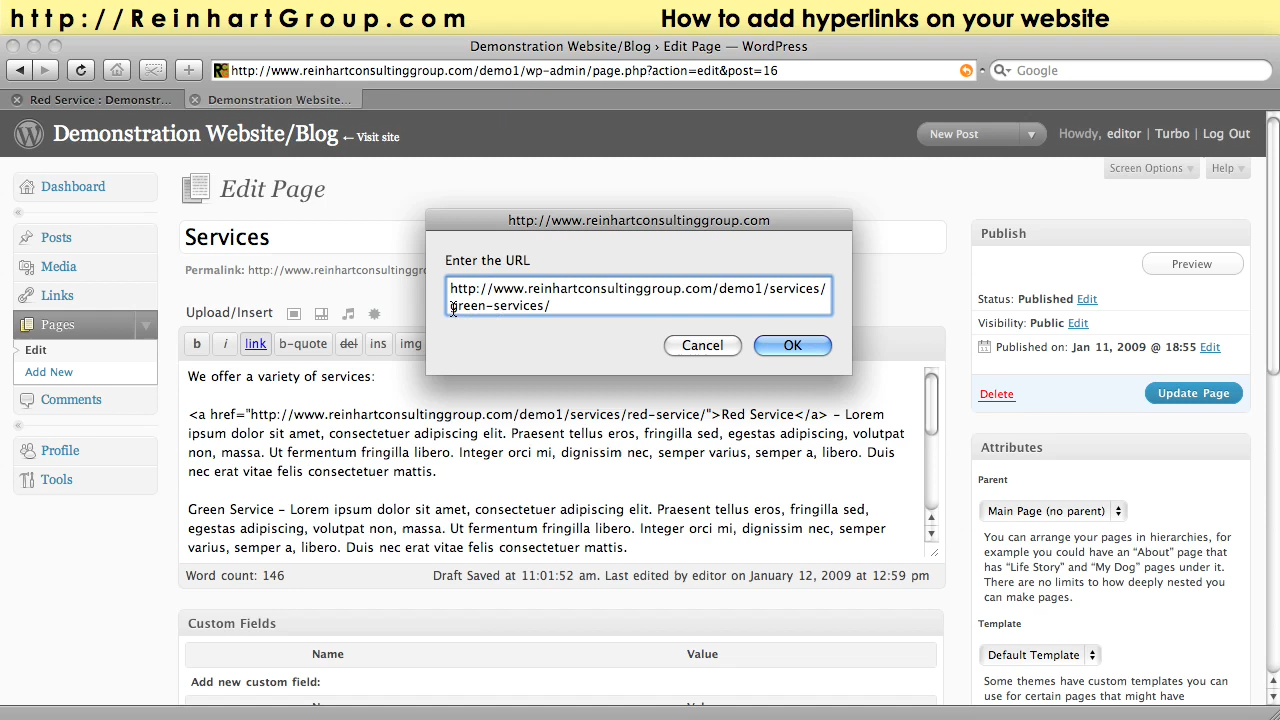 http://ReinhartGroup.com
How to add hyperlinks on your website
Demonstration Website/Blog › Edit Page — WordPress
http://www.reinhartconsultinggroup.com/demo1/wp-admin/page.php?action=edit&post=16
Google
Red Service : Demonstr...
Demonstration Website...
Demonstration Website/Blog
← Visit site
New Post
Howdy, editor | Turbo | Log Out
Screen Options
Help
Dashboard
Posts
Media
Links
Pages
Edit
Add New
Comments
Profile
Tools
Edit Page
Services
Permalink: http://www.reinhartconsultinggro
Upload/Insert
b
i
link
b-quote
del
ins
img
http://www.reinhartconsultinggroup.com
Enter the URL
http://www.reinhartconsultinggroup.com/demo1/services/
green-services/
Cancel
OK
We offer a variety of services:
<a href="http://www.reinhartconsultinggroup.com/demo1/services/red-service/">Red Service</a> – Lorem
ipsum dolor sit amet, consectetuer adipiscing elit. Praesent tellus eros, fringilla sed, egestas adipiscing, volutpat
non, massa. Ut fermentum fringilla libero. Integer orci mi, dignissim nec, semper varius, semper a, libero. Duis
nec erat vitae felis consectetuer mattis.
Green Service – Lorem ipsum dolor sit amet, consectetuer adipiscing elit. Praesent tellus eros, fringilla sed,
egestas adipiscing, volutpat non, massa. Ut fermentum fringilla libero. Integer orci mi, dignissim nec, semper
varius, semper a, libero. Duis nec erat vitae felis consectetuer mattis.
Word count: 146
Draft Saved at 11:01:52 am. Last edited by editor on January 12, 2009 at 12:59 pm
Custom Fields
Name
Value
Add new custom field:
Publish
Preview
Status: Published Edit
Visibility: Public Edit
Published on: Jan 11, 2009 @ 18:55 Edit
Delete
Update Page
Attributes
Parent
Main Page (no parent)
You can arrange your pages in hierarchies, for
example you could have an “About” page that
has “Life Story” and “My Dog” pages under it.
There are no limits to how deeply nested you
can make pages.
Template
Default Template
Some themes have custom templates you can
use for certain pages that might have